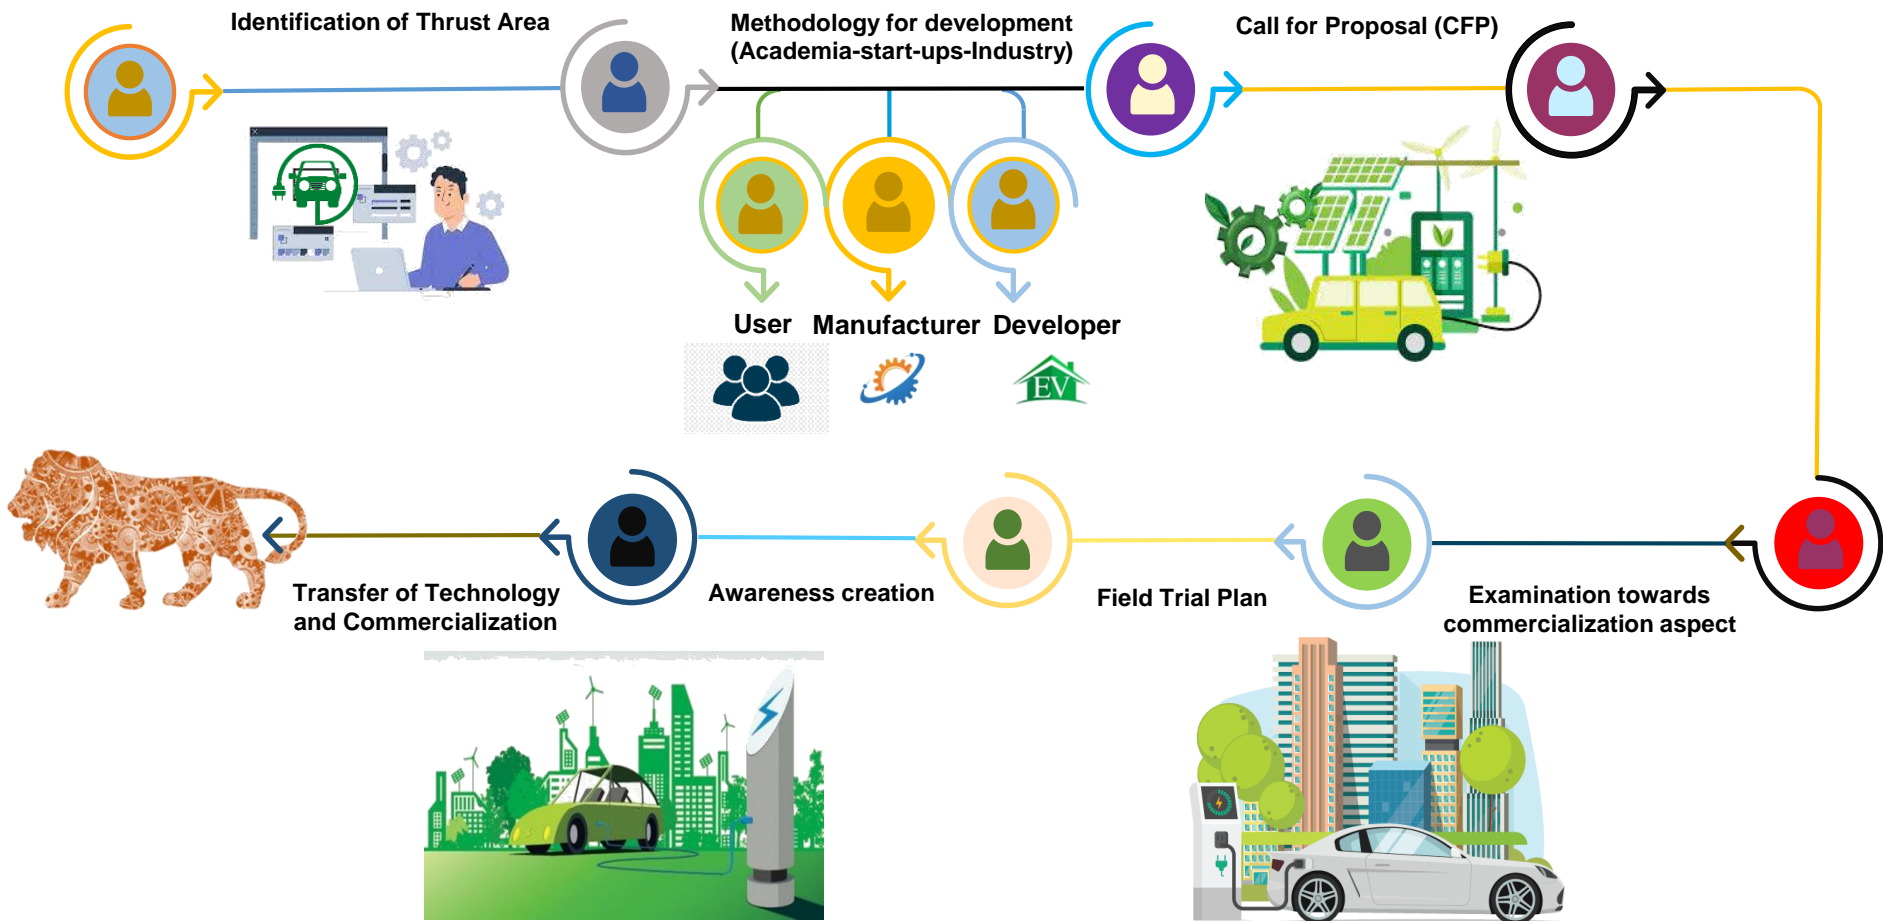 Identification of Thrust Area
Methodology for development
(Academia-start-ups-Industry)
Call for Proposal (CFP)
User
Manufacturer
Developer
EV
Examination towards
commercialization aspect
Field Trial Plan
Awareness creation
Transfer of Technology
and Commercialization